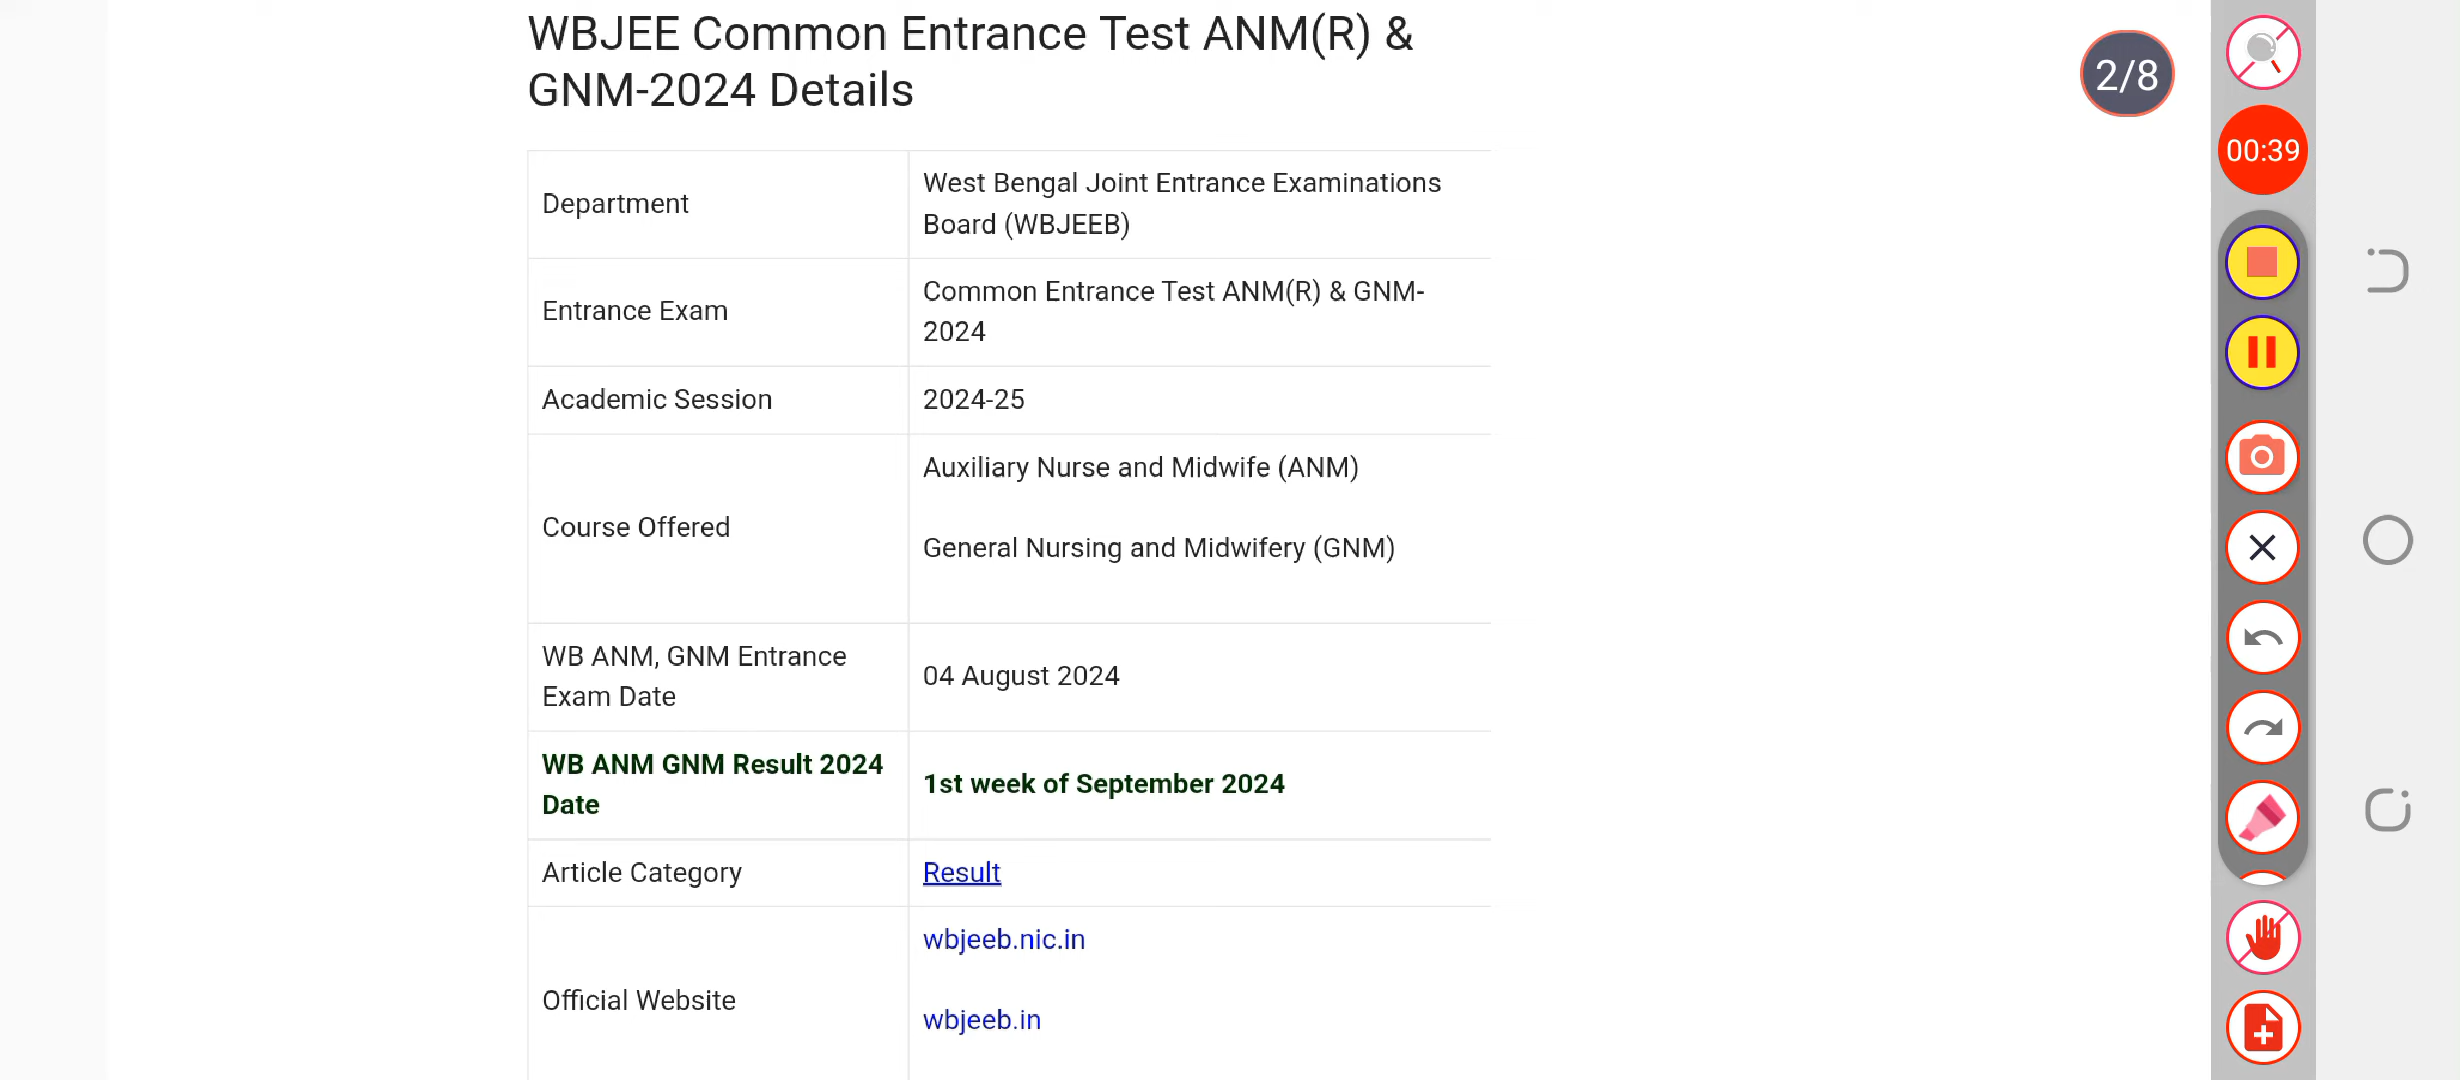 WBJEE Common Entrance Test ANM(R) &
GNM-2024 Details
2/8
00:39
Department
West Bengal Joint Entrance Examinations
Board (WBJEEB)
Entrance Exam
Common Entrance Test ANM(R) & GNM-
2024
Academic Session
2024-25
Course Offered
Auxiliary Nurse and Midwife (ANM)
General Nursing and Midwifery (GNM)
WB ANM, GNM Entrance
Exam Date
04 August 2024
WB ANM GNM Result 2024
Date
1st week of September 2024
Article Category
Result
Official Website
wbjeeb.nic.in
wbjeeb.in